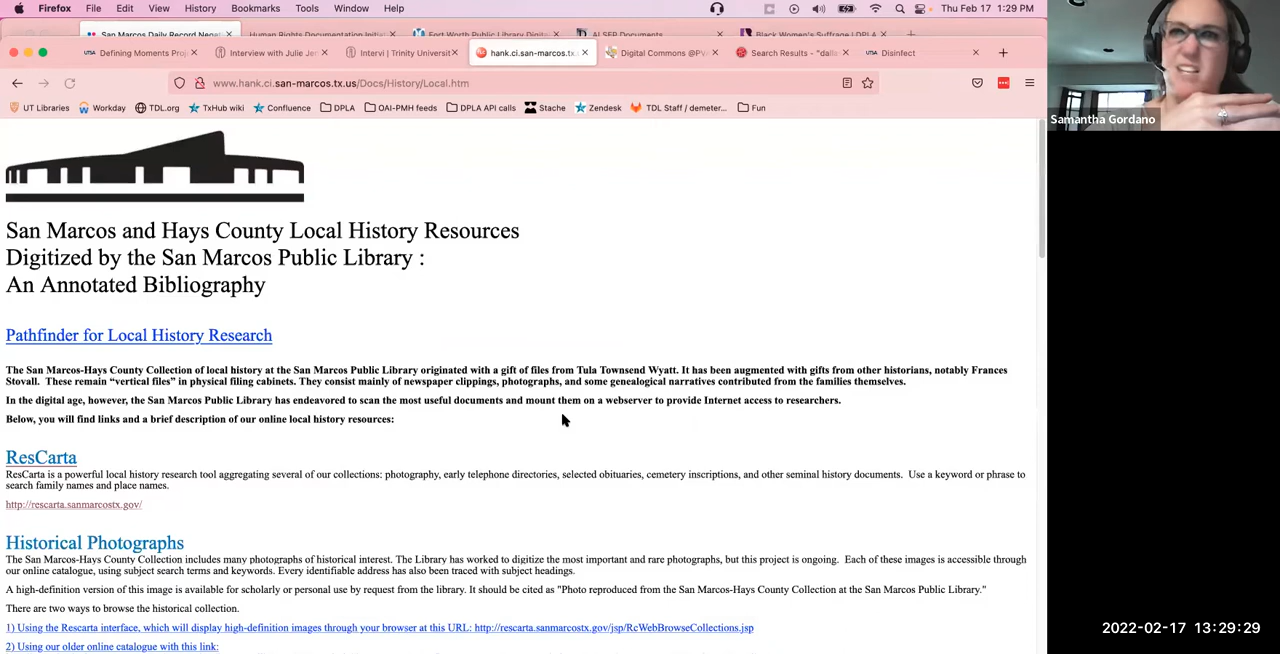 Firefox File Edit View History Bookmarks Tools Window Help Thu Feb 17 1:29 PM
San Marcos Daily Record Nega Human Rights Documentation Initia Fort Worth Public Library Digit ALSEP Documents Black Women's Suffrage | DPLA
Defining Moments Proj Interview with Julie Jen Intervi | Trinity Universit hank.ci.san-marcos.tx. Digital Commons @PV Search Results - "dalla Disinfect
www.hank.ci.san-marcos.tx.us/Docs/History/Local.htm
UT Libraries Workday TDL.org TxHub wiki Confluence DPLA OAI-PMH feeds DPLA API calls Stache Zendesk TDL Staff / demeter... Fun
Samantha Gordano
San Marcos and Hays County Local History Resources
Digitized by the San Marcos Public Library :
An Annotated Bibliography
Pathfinder for Local History Research
The San Marcos-Hays County Collection of local history at the San Marcos Public Library originated with a gift of files from Tula Townsend Wyatt. It has been augmented with gifts from other historians, notably Frances
Stovall. These remain “vertical files” in physical filing cabinets. They consist mainly of newspaper clippings, photographs, and some genealogical narratives contributed from the families themselves.
In the digital age, however, the San Marcos Public Library has endeavored to scan the most useful documents and mount them on a webserver to provide Internet access to researchers.
Below, you will find links and a brief description of our online local history resources:
ResCarta
ResCarta is a powerful local history research tool aggregating several of our collections: photography, early telephone directories, selected obituaries, cemetery inscriptions, and other seminal history documents. Use a keyword or phrase to
search family names and place names.
http://rescarta.sanmarcostx.gov/
Historical Photographs
The San Marcos-Hays County Collection includes many photographs of historical interest. The Library has worked to digitize the most important and rare photographs, but this project is ongoing. Each of these images is accessible through
our online catalogue, using subject search terms and keywords. Every identifiable address has also been traced with subject headings.
A high-definition version of this image is available for scholarly or personal use by request from the library. It should be cited as "Photo reproduced from the San Marcos-Hays County Collection at the San Marcos Public Library."
There are two ways to browse the historical collection.
1) Using the Rescarta interface, which will display high-definition images through your browser at this URL: http://rescarta.sanmarcostx.gov/jsp/RcWebBrowseCollections.jsp
2) Using our older online catalogue with this link:
2022-02-17 13:29:29